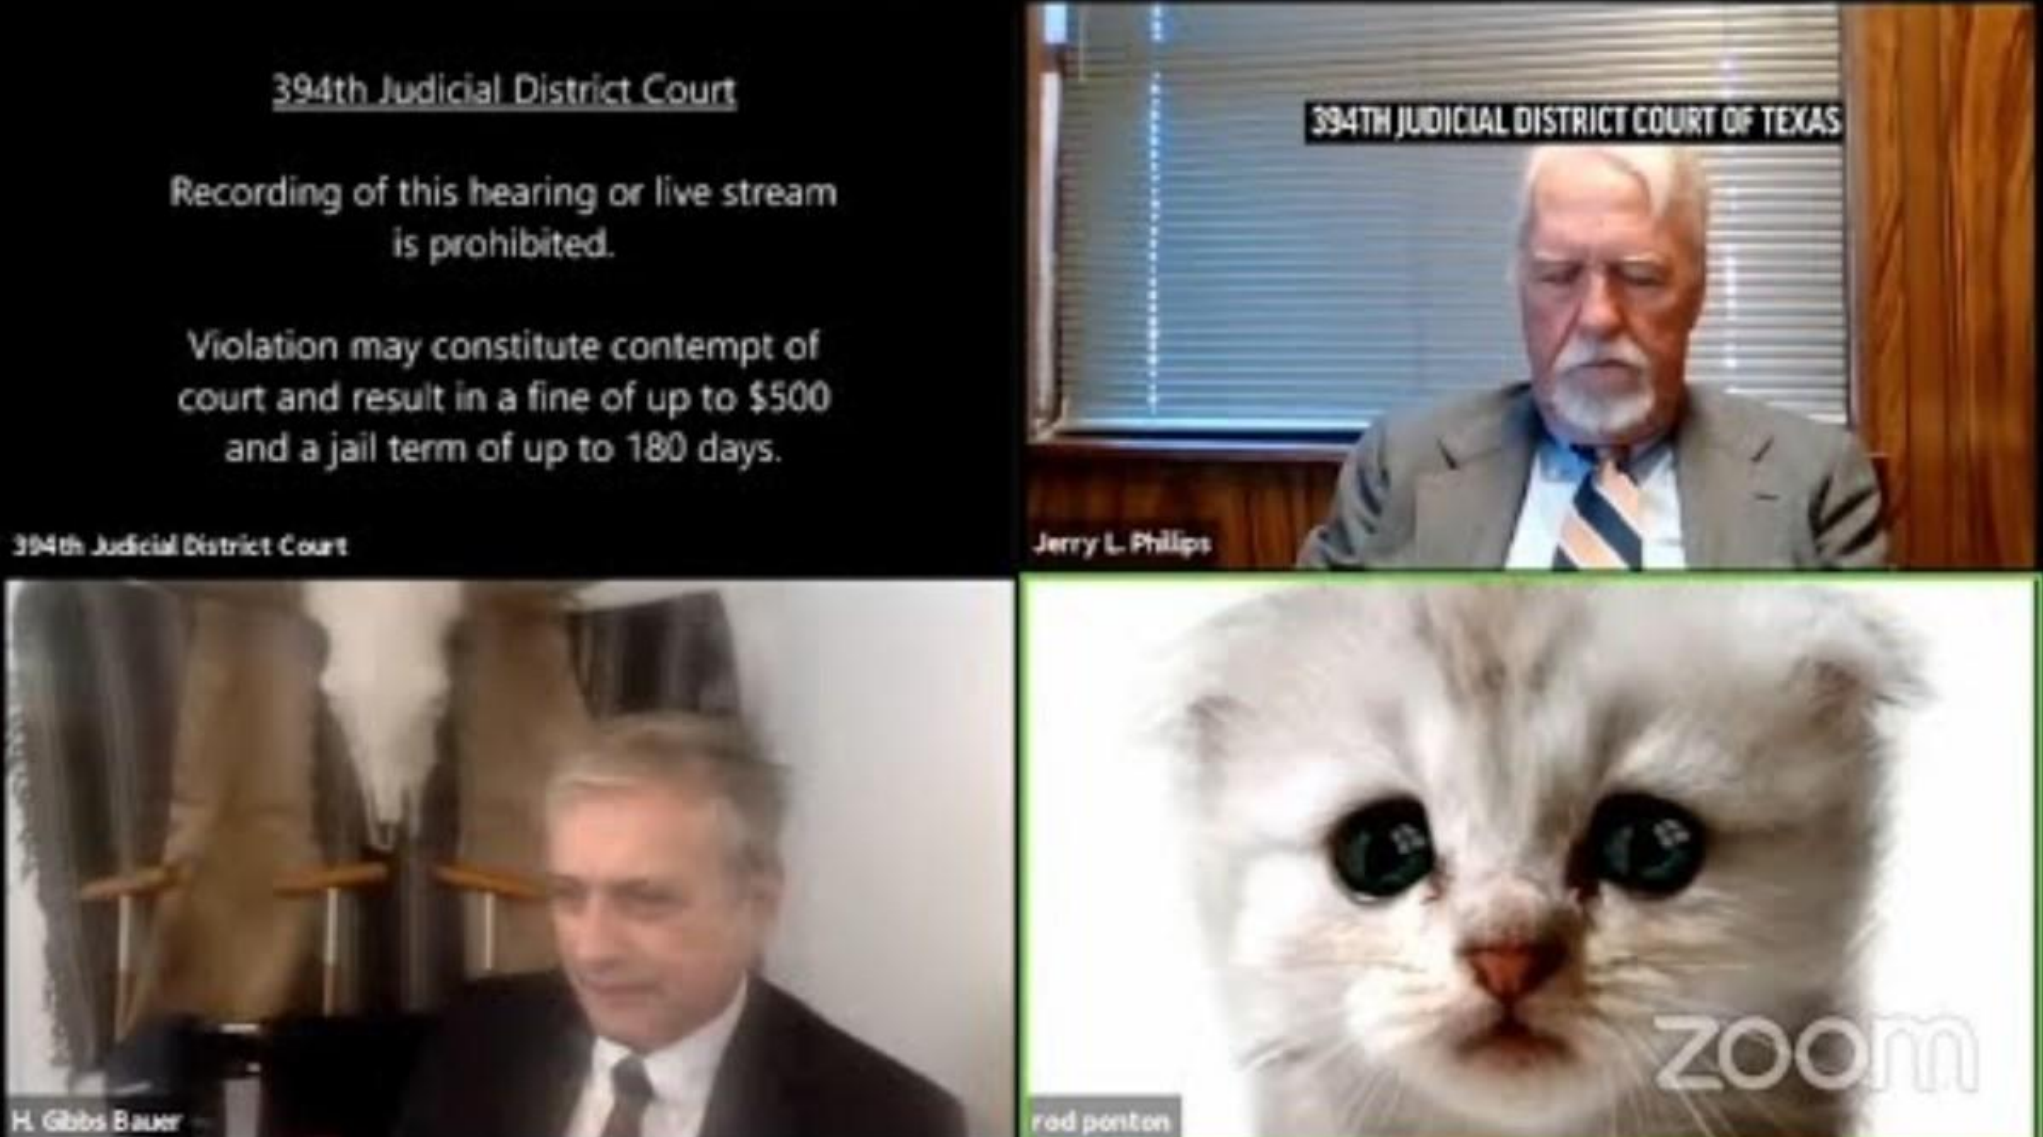 394th Judicial District Court
Recording of this hearing or live stream
is prohibited.
Violation may constitute contempt of
court and result in a fine of up to $500
and a jail term of up to 180 days.
394th Judicial District Court
394TH JUDICIAL DISTRICT COURT OF TEXAS
Jerry L. Phillips
H. Gibbs Bauer
rod ponton
zoom